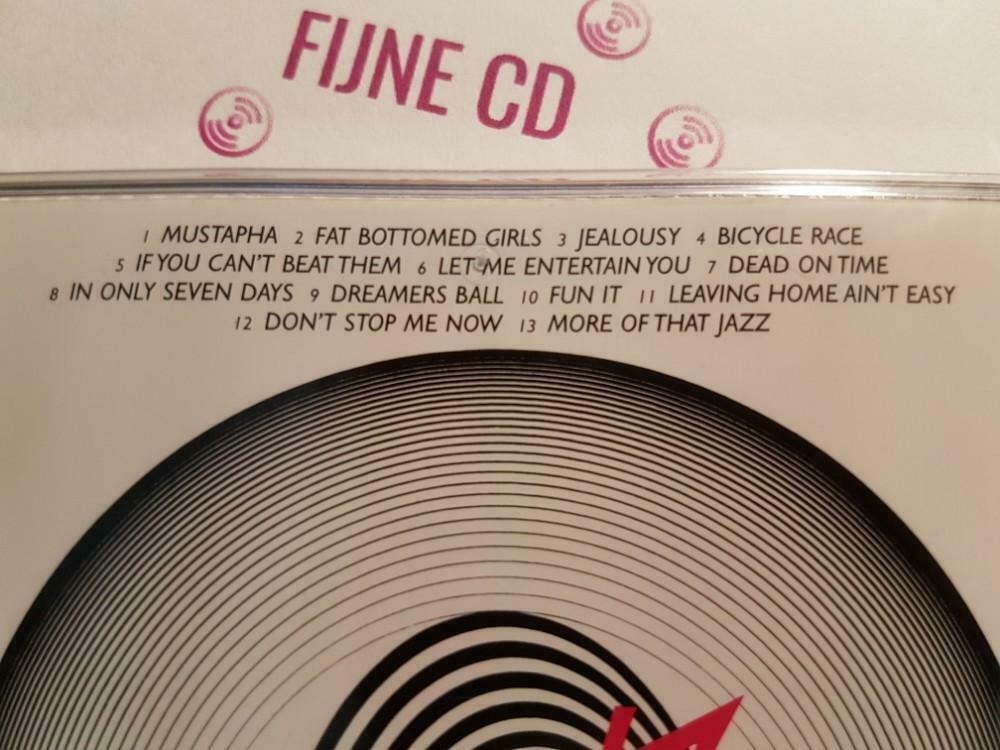 FIJNE CD
1 MUSTAPHA 2 FAT BOTTOMED GIRLS 3 JEALOUSY 4 BICYCLE RACE
5 IF YOU CAN'T BEAT THEM 6 LET ME ENTERTAIN YOU 7 DEAD ON TIME
8 IN ONLY SEVEN DAYS 9 DREAMERS BALL 10 FUN IT 11 LEAVING HOME AIN'T EASY
12 DON'T STOP ME NOW 13 MORE OF THAT JAZZ